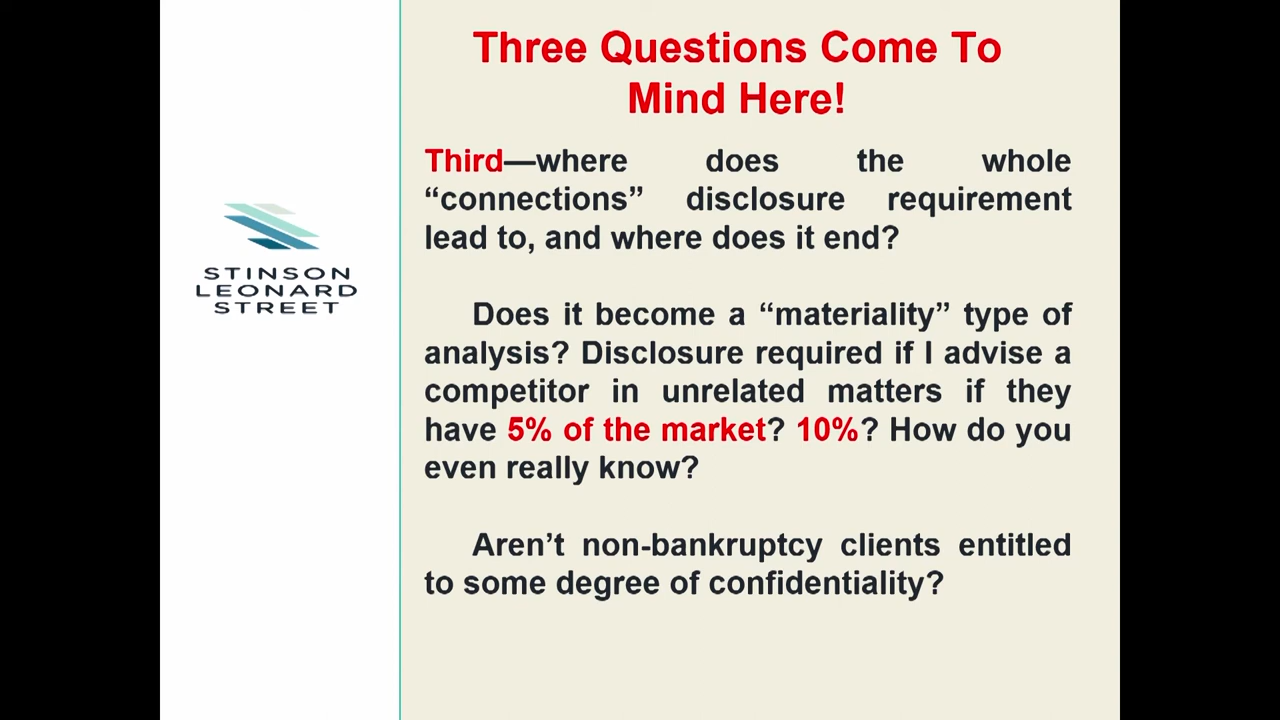 Three Questions Come To
Mind Here!
Third—where does the whole
“connections” disclosure requirement
lead to, and where does it end?
Does it become a “materiality” type of
analysis? Disclosure required if I advise a
competitor in unrelated matters if they
have 5% of the market? 10%? How do you
even really know?
Aren’t non-bankruptcy clients entitled
to some degree of confidentiality?
STINSON
LEONARD
STREET